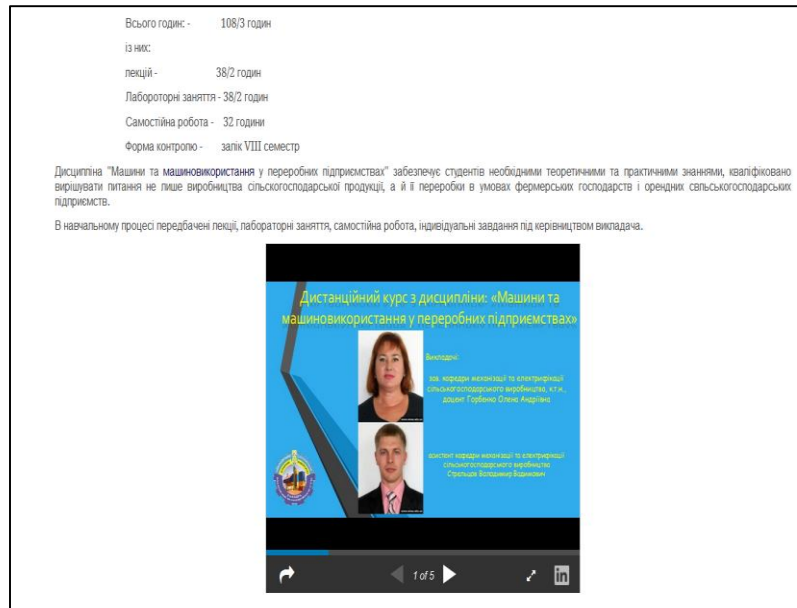 Всього годин: - 108/3 годин
із них:
лекцій - 38/2 годин
Лабороторні заняття - 38/2 годин
Самостійна робота - 32 години
Форма контролю - залік VIII семестр
Дисципліна "Машини та машиновикористання у переробних підприємствах" забезпечує студентів необхідними теоретичними та практичними знаннями, кваліфіковано
вирішувати питання не лише виробництва сільскогосподарської продукції, а й її переробки в умовах фермерських господарств і орендних свпьськогосподарських
підприємств.
В навчальному процесі передбачені лекції, лабораторні заняття, самостійна робота, індивідуальні завдання під керівництвом викладача.
Дистанційний курс з дисципліни: «Машини та
машиновикористання у переробних підприємствах»
Викладачі:
зав. кафедри механізації та електрифікації
сільськогосподарського виробництва, к.т.н.,
доцент Горбенко Олена Андріївна
асистент кафедри механізації та електрифікації
сільськогосподарського виробництва
Стрельцов Володимир Вадимович
1 of 5
in